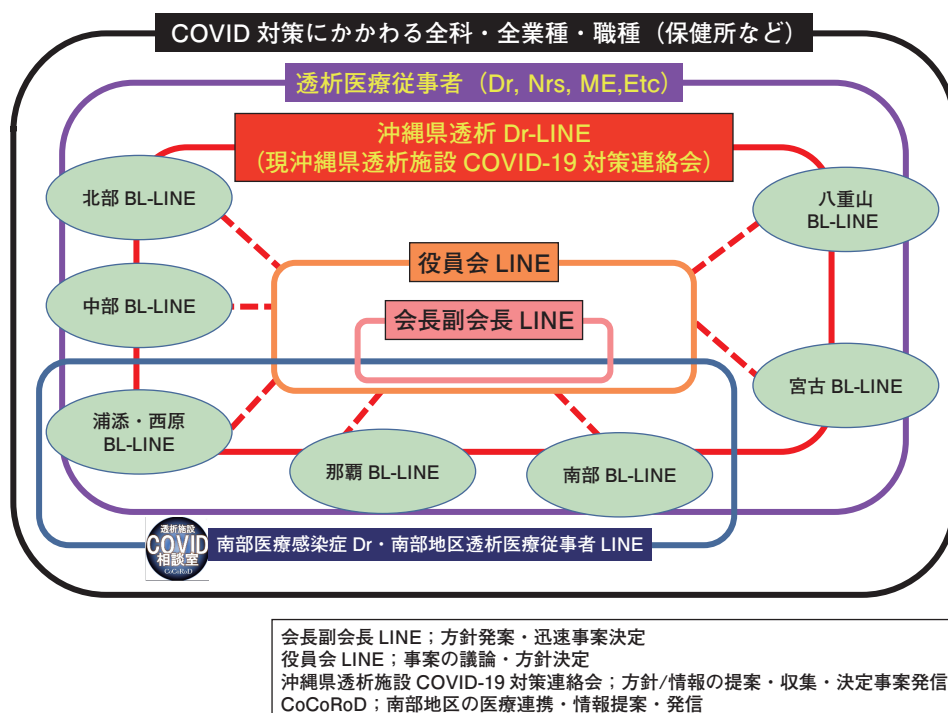 COVID 対策にかかわる全科・全業種・職種（保健所など）
透析医療従事者（Dr, Nrs, ME,Etc）
沖縄県透析 Dr-LINE
（現沖縄県透析施設 COVID-19 対策連絡会）
北部 BL-LINE
八重山
BL-LINE
役員会 LINE
中部 BL-LINE
会長副会長 LINE
宮古 BL-LINE
浦添・西原
BL-LINE
那覇 BL-LINE
南部 BL-LINE
透析施設
COVID
相談室
CoCoRoD
南部医療感染症 Dr・南部地区透析医療従事者 LINE
会長副会長 LINE；方針発案・迅速事案決定
役員会 LINE；事案の議論・方針決定
沖縄県透析施設 COVID-19 対策連絡会；方針/情報の提案・収集・決定事案発信
CoCoRoD；南部地区の医療連携・情報提案・発信